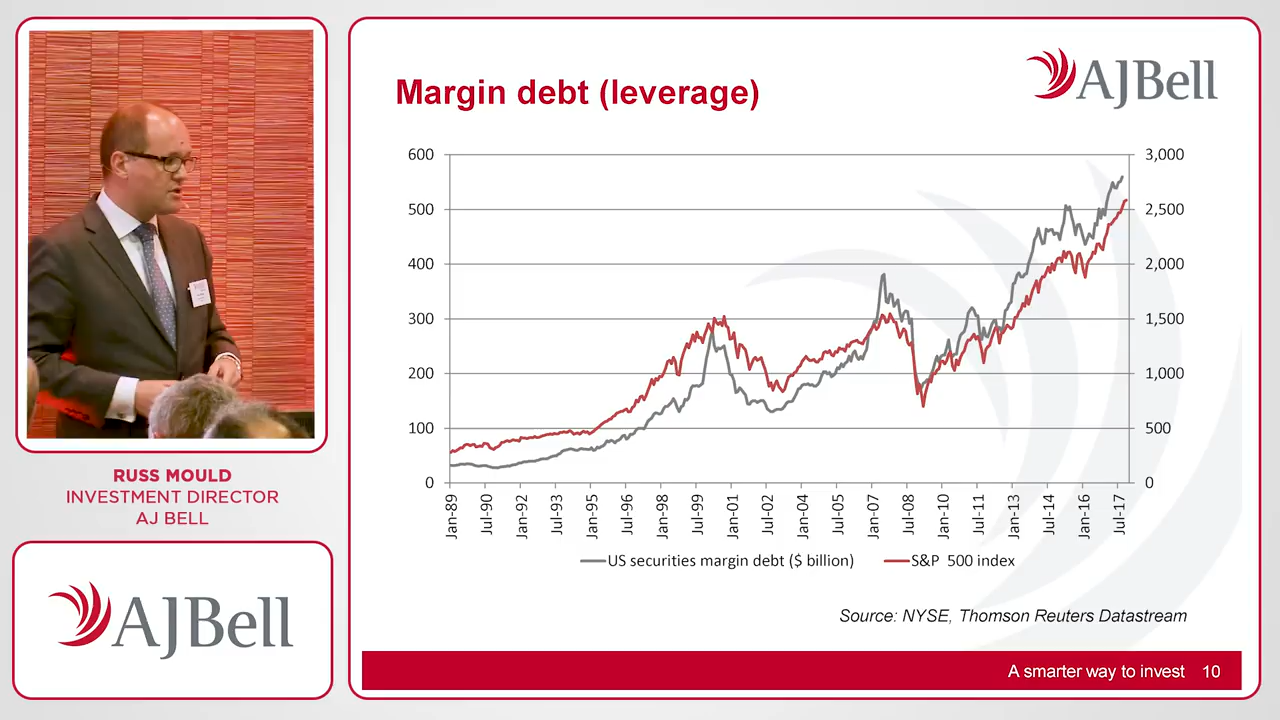 RUSS MOULD
INVESTMENT DIRECTOR
AJ BELL
AJBell
Margin debt (leverage)
AJBell
600
500
400
300
200
100
0
3,000
2,500
2,000
1,500
1,000
500
0
Jan-89
Jul-90
Jan-92
Jul-93
Jan-95
Jul-96
Jan-98
Jul-99
Jan-01
Jul-02
Jan-04
Jul-05
Jan-07
Jul-08
Jan-10
Jul-11
Jan-13
Jul-14
Jan-16
Jul-17
US securities margin debt ($ billion)
S&P 500 index
Source: NYSE, Thomson Reuters Datastream
A smarter way to invest 10